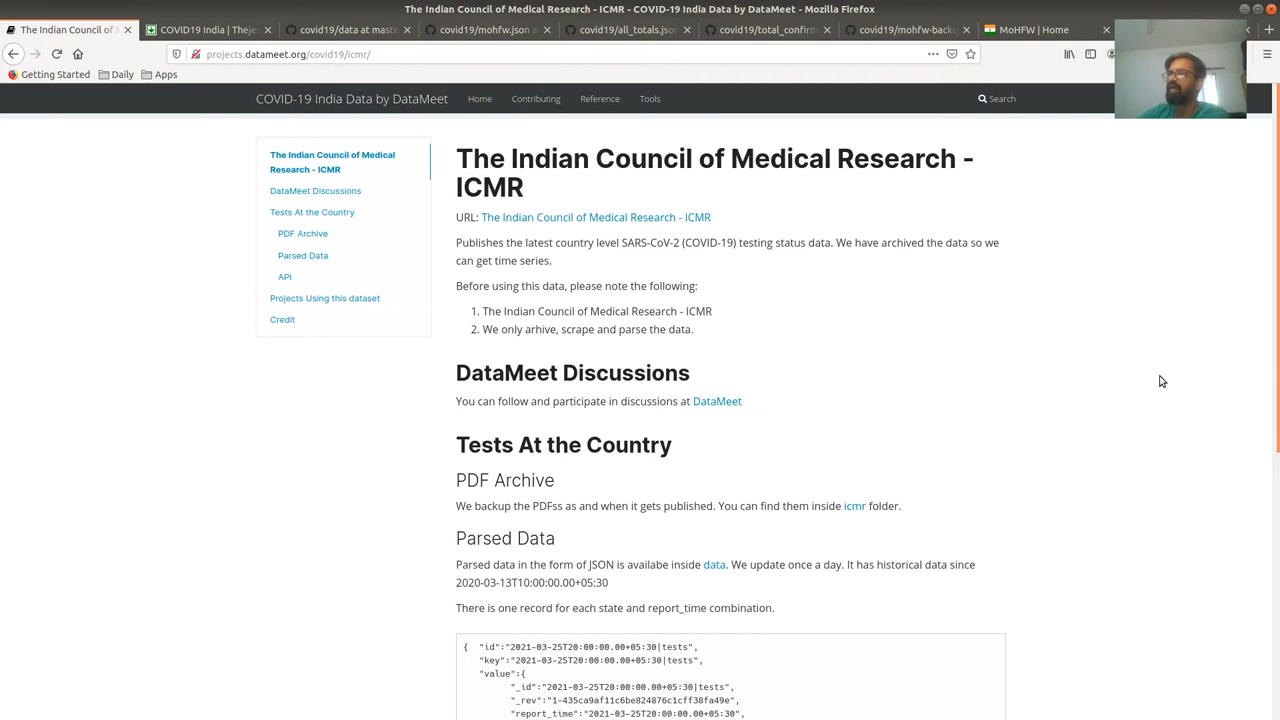 The Indian Council of Medical Research - ICMR - COVID-19 India Data by DataMeet - Mozilla Firefox
The Indian Council of
COVID19 India | Thejes
covid19/data at maste
covid19/mohfw.json a
covid19/all_totals.json
covid19/total_confirm
covid19/mohfw-backu
MoHFW | Home
projects.datameet.org/covid19/icmr/
Getting Started Daily Apps
COVID-19 India Data by DataMeet Home Contributing Reference Tools Search
The Indian Council of Medical
Research - ICMR
DataMeet Discussions
Tests At the Country
PDF Archive
Parsed Data
API
Projects Using this dataset
Credit
The Indian Council of Medical Research -
ICMR
URL: The Indian Council of Medical Research - ICMR
Publishes the latest country level SARS-CoV-2 (COVID-19) testing status data. We have archived the data so we
can get time series.
Before using this data, please note the following:
1. The Indian Council of Medical Research - ICMR
2. We only arhive, scrape and parse the data.
DataMeet Discussions
You can follow and participate in discussions at DataMeet
Tests At the Country
PDF Archive
We backup the PDFss as and when it gets published. You can find them inside icmr folder.
Parsed Data
Parsed data in the form of JSON is availabe inside data. We update once a day. It has historical data since
2020-03-13T10:00:00.00+05:30
There is one record for each state and report_time combination.
{ "id":"2021-03-25T20:00:00.00+05:30|tests",
"key":"2021-03-25T20:00:00.00+05:30|tests",
"value":{
"_id":"2021-03-25T20:00:00.00+05:30|tests",
"_rev":"1-435ca9af11c6be824876c1cff38fa49e",
"report_time":"2021-03-25T20:00:00.00+05:30",